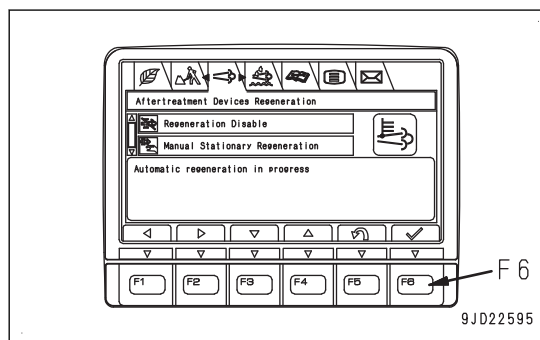 Aftertreatment Devices Regeneration
Regeneration Disable
Manual Stationary Regeneration
Automatic regeneration in progress
F1 F2 F3 F4 F5 F6
F6
9JD22595